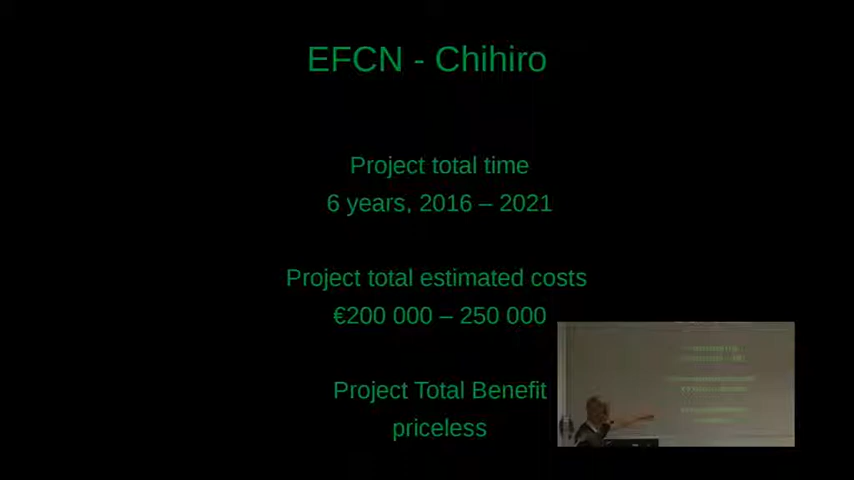 EFCN - Chihiro
Project total time
6 years, 2016 – 2021
Project total estimated costs
€200 000 – 250 000
Project Total Benefit
priceless